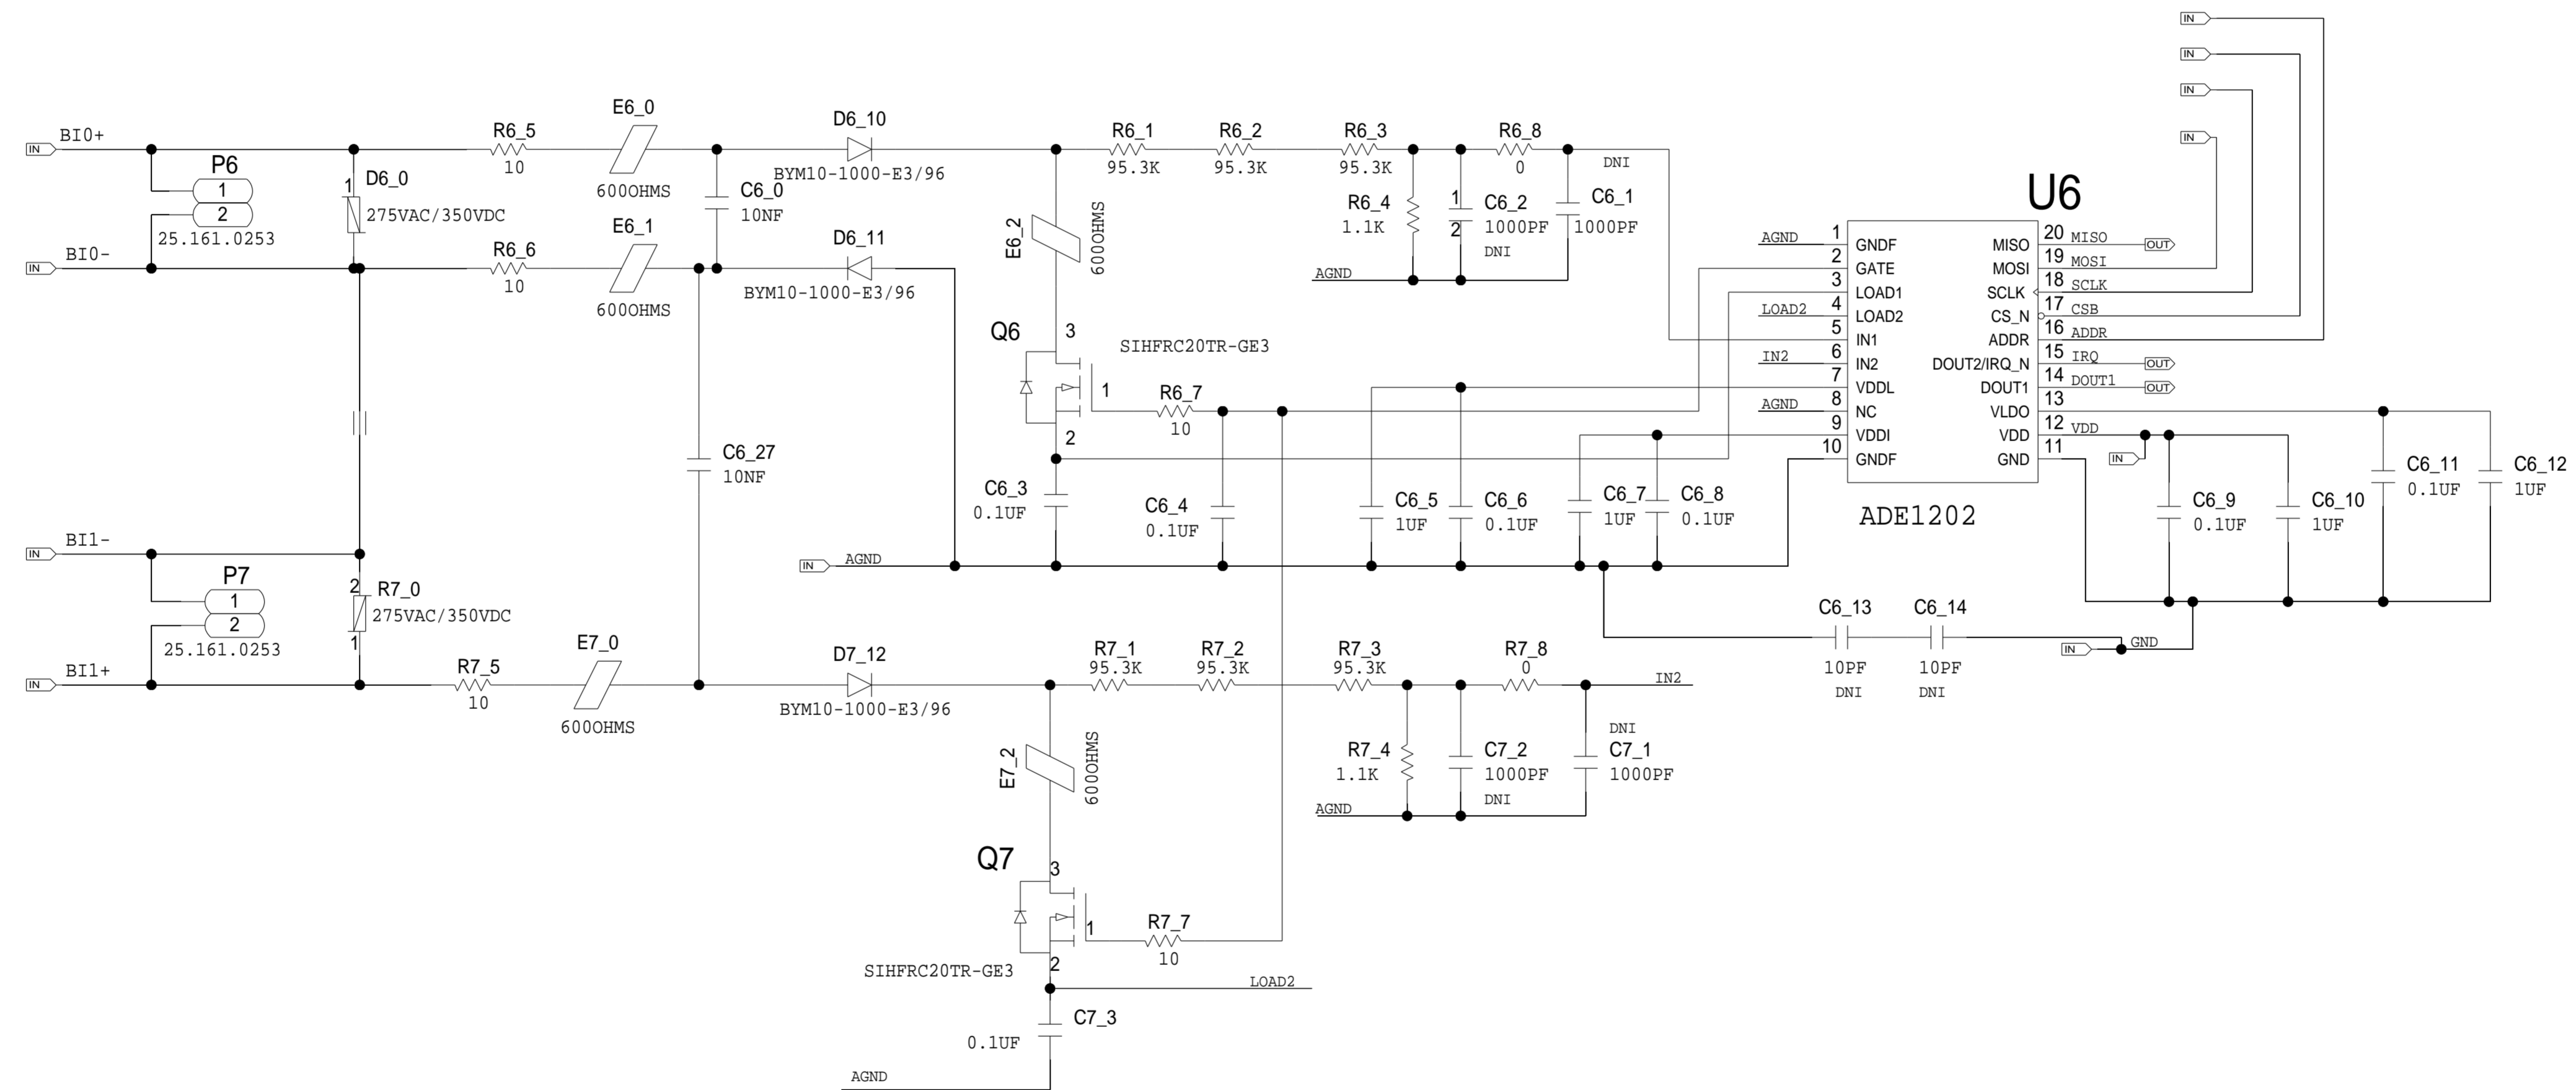 IN
IN
IN
IN
E6_0
D6_10
R6_5
R6_1
R6_2
R6_3
R6_8
IN
BI0+
10
600OHMS
BYM10-1000-E3/96
95.3K
95.3K
95.3K
0
DNI
P6
1
2
25.161.0253
1
D6_0
275VAC/350VDC
C6_0
10NF
E6_2
600OHMS
R6_4
1.1K
1
2
C6_2
1000PF
DNI
C6_1
1000PF
AGND
IN
BI0-
R6_6
10
E6_1
600OHMS
D6_11
BYM10-1000-E3/96
U6
AGND
1
GNDF
2
GATE
3
LOAD1
LOAD2
4
LOAD2
5
IN1
IN2
6
IN2
7
VDDL
AGND
8
NC
9
VDDI
10
GNDF
MISO
20
MISO
OUT
MOSI
19
MOSI
SCLK
18
SCLK
CS_N
17
CSB
ADDR
16
ADDR
DOUT2/IRQ_N
15
IRQ
OUT
DOUT1
14
DOUT1
OUT
VLDO
13
VDD
12
VDD
GND
11
IN
ADE1202
Q6
3
SIHFRC20TR-GE3
1
2
R6_7
10
C6_27
10NF
C6_3
0.1UF
C6_4
0.1UF
C6_5
1UF
C6_6
0.1UF
C6_7
1UF
C6_8
0.1UF
C6_9
0.1UF
C6_10
1UF
C6_11
0.1UF
C6_12
1UF
IN
AGND
IN
BI1-
P7
1
2
25.161.0253
2
R7_0
275VAC/350VDC
1
C6_13
10PF
DNI
C6_14
10PF
DNI
IN
GND
IN
BI1+
R7_5
10
E7_0
600OHMS
D7_12
BYM10-1000-E3/96
R7_1
95.3K
R7_2
95.3K
R7_3
95.3K
R7_8
0
IN2
E7_2
600OHMS
R7_4
1.1K
C7_2
1000PF
DNI
DNI
C7_1
1000PF
AGND
Q7
3
1
2
SIHFRC20TR-GE3
R7_7
10
LOAD2
C7_3
0.1UF
AGND